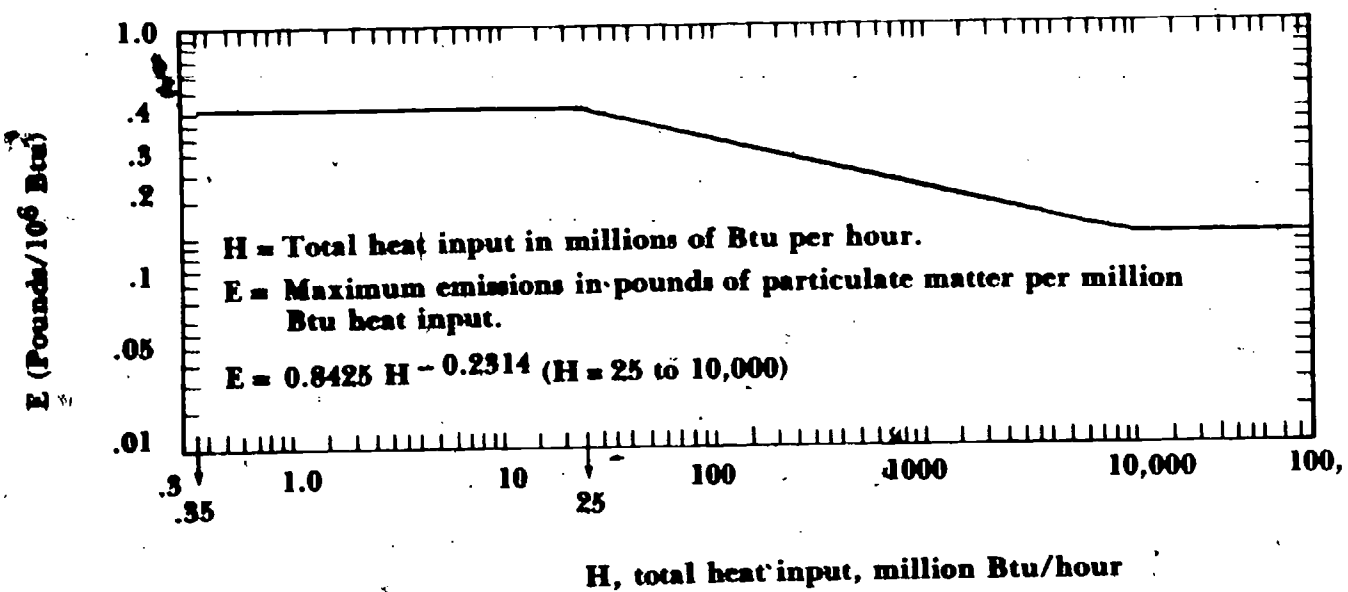 1.0
.4
.3
.2
.1
.05
.01
E (Pounds/10⁶ Btu)
H = Total heat input in millions of Btu per hour.
E = Maximum emissions in pounds of particulate matter per million
Btu heat input.
E = 0.8425 H⁻⁰·²³¹⁴ (H = 25 to 10,000)
.3 1.0 10 100 1000 10,000 100,
.35 25
H, total heat input, million Btu/hour